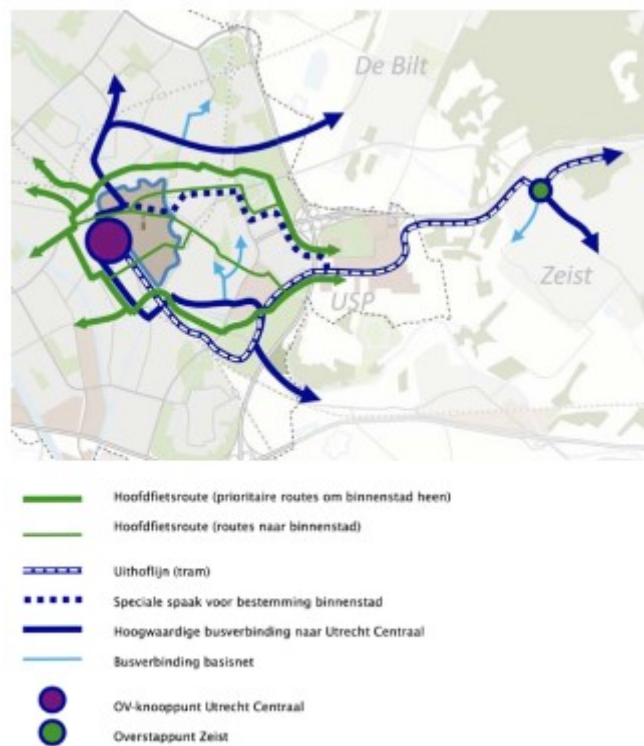 De Bilt
USP
Zeist
Hoofdfietsroute (prioritaire routes om binnenstad heen)
Hoofdfietsroute (routes naar binnenstad)
Uithoflijn (tram)
Speciale spaak voor bestemming binnenstad
Hoogwaardige busverbinding naar Utrecht Centraal
Busverbinding basisnet
OV-knooppunt Utrecht Centraal
Overstappunt Zeist